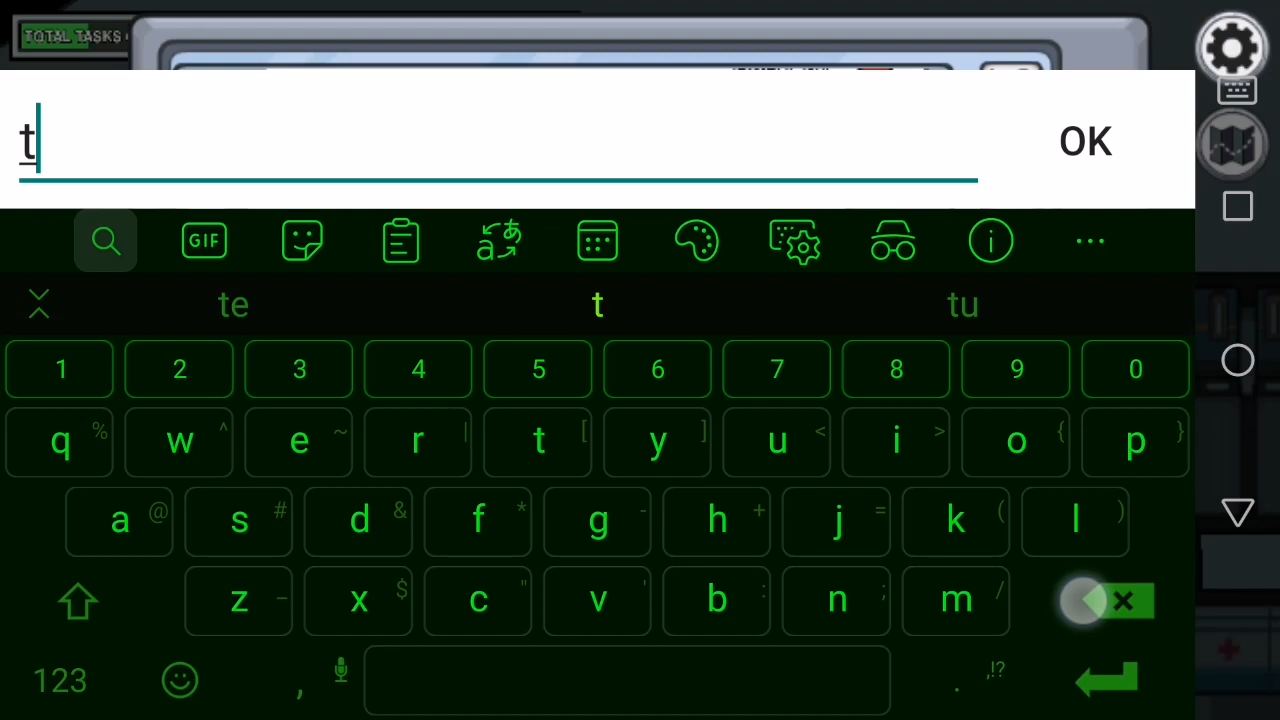 TOTAL TASKS
t
OK
GIF
te t tu
1 2 3 4 5 6 7 8 9 0
q % w ^ e ~ r | t [ y ] u < i > o { p }
a @ s # d & f * g - h + j = k ( l )
z _ x $ c " v ' b : n ; m /
123 , . ,!?